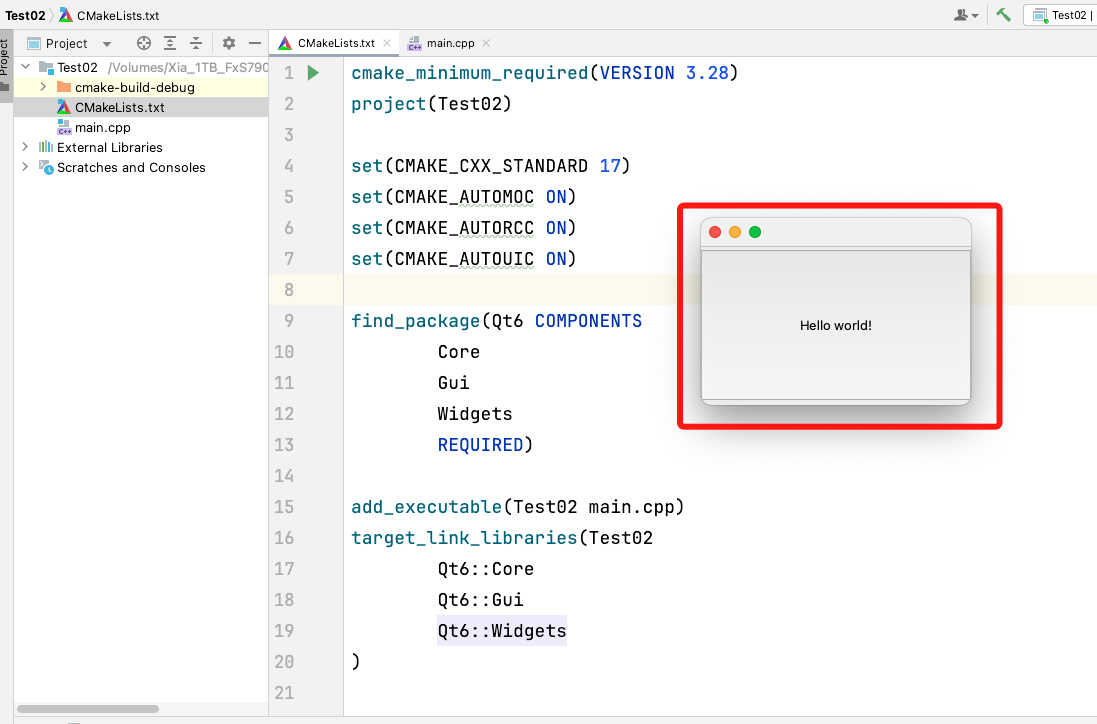 Test02 CMakeLists.txt
Test02
Project
Project
CMakeLists.txt
main.cpp
Test02 /Volumes/Xia_1TB_FxS790
cmake-build-debug
CMakeLists.txt
main.cpp
External Libraries
Scratches and Consoles
1 cmake_minimum_required(VERSION 3.28)
2 project(Test02)
3
4 set(CMAKE_CXX_STANDARD 17)
5 set(CMAKE_AUTOMOC ON)
6 set(CMAKE_AUTORCC ON)
7 set(CMAKE_AUTOUIC ON)
8
9 find_package(Qt6 COMPONENTS
10 Core
11 Gui
12 Widgets
13 REQUIRED)
14
15 add_executable(Test02 main.cpp)
16 target_link_libraries(Test02
17 Qt6::Core
18 Qt6::Gui
19 Qt6::Widgets
20 )
21
Hello world!